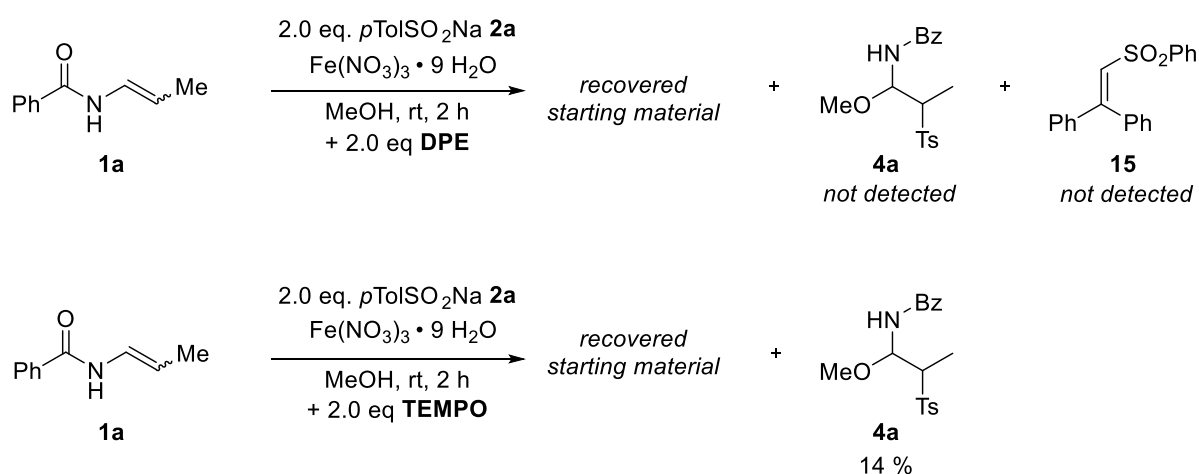 2.0 eq. pTolSO2Na 2a
Fe(NO3)3 • 9 H2O
MeOH, rt, 2 h
+ 2.0 eq DPE
O
Ph
N
H
Me
1a
recovered
starting material
+
HN
Bz
MeO
Ts
4a
not detected
+
SO2Ph
Ph
Ph
15
not detected
2.0 eq. pTolSO2Na 2a
Fe(NO3)3 • 9 H2O
MeOH, rt, 2 h
+ 2.0 eq TEMPO
O
Ph
N
H
Me
1a
recovered
starting material
+
HN
Bz
MeO
Ts
4a
14 %